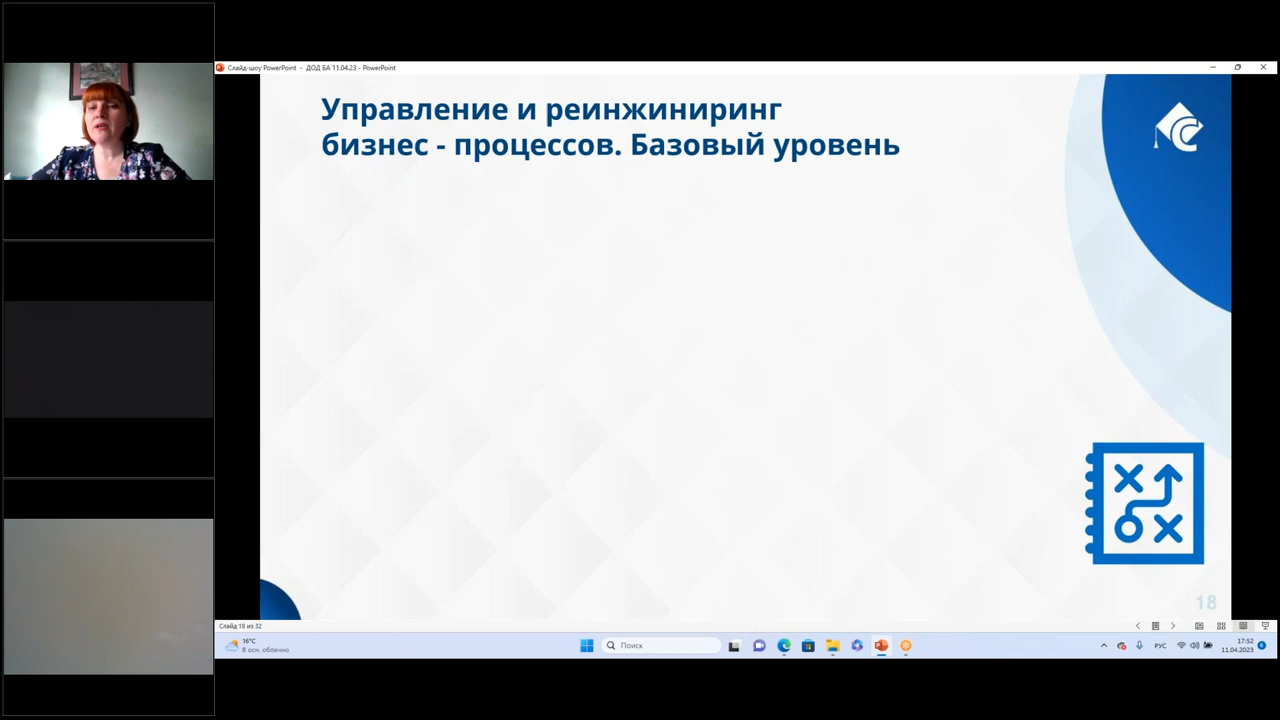 Слайд-шоу PowerPoint - ДОД БА 11.04.23 - PowerPoint
Управление и реинжиниринг
бизнес - процессов. Базовый уровень
18
Слайд 18 из 32
16°C
В осн. облачно
Поиск
РУС
17:52
11.04.2023